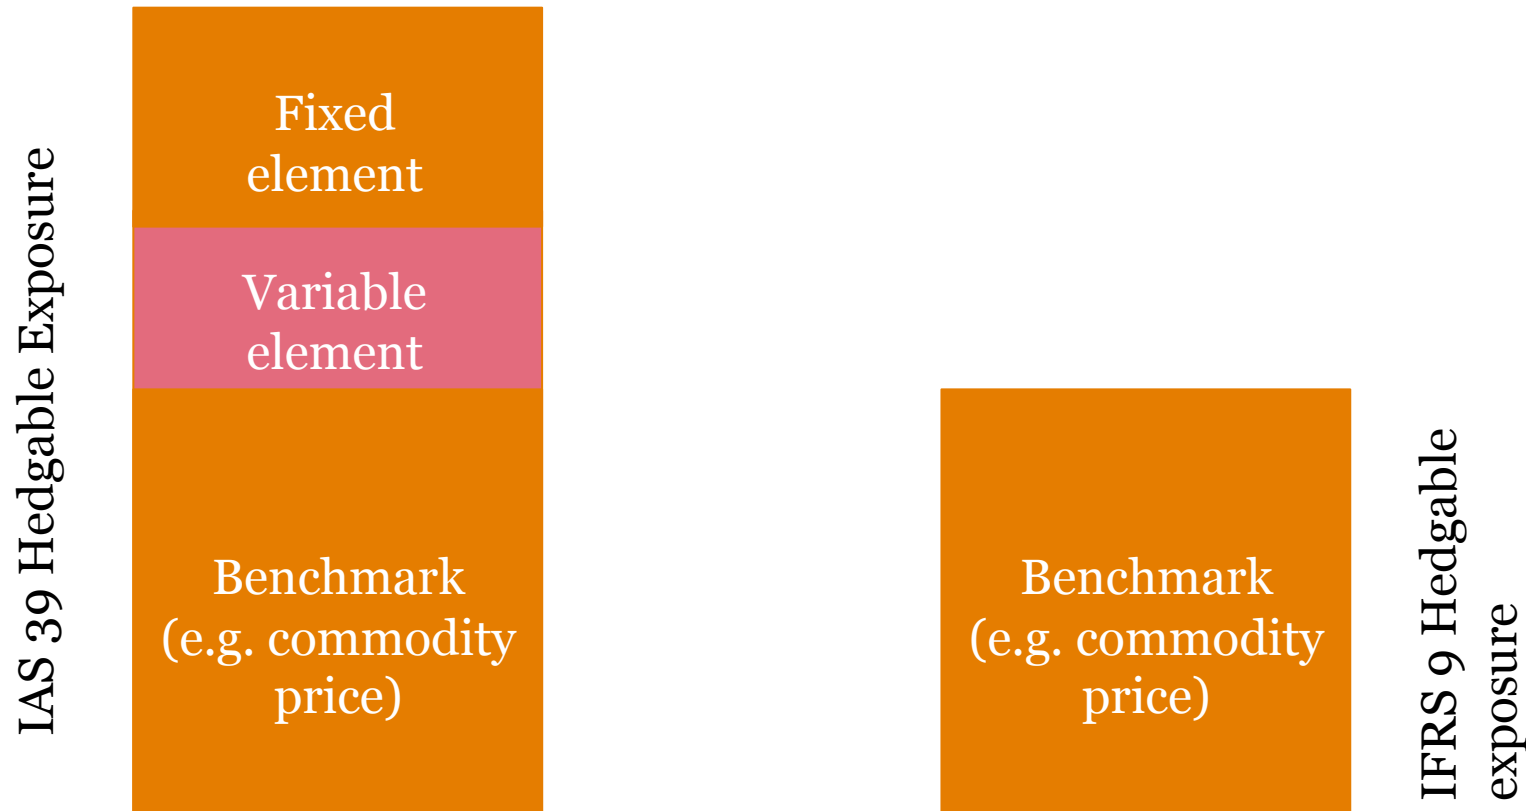 IAS 39 Hedgable Exposure
Fixed
element
Variable
element
Benchmark
(e.g. commodity
price)
Benchmark
(e.g. commodity
price)
IFRS 9 Hedgable
exposure